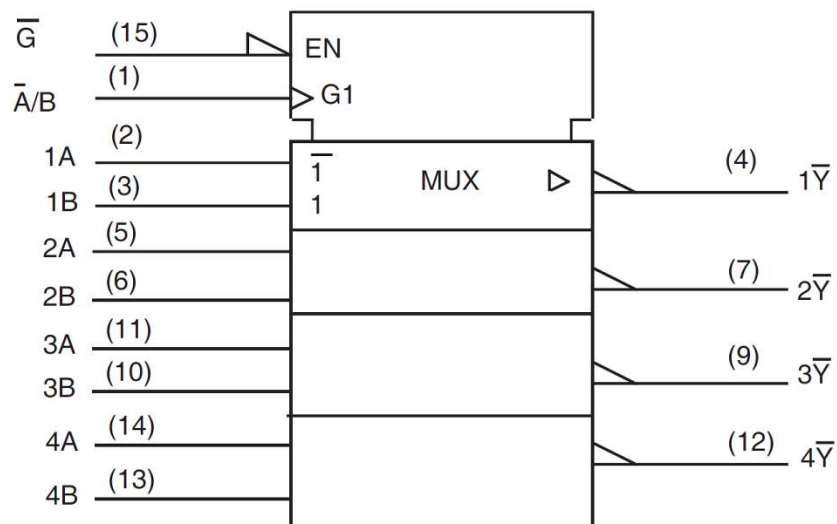 G̅ (15) EN
A̅/B (1) G1
1A (2) 1̅ MUX (4) 1Y̅
1B (3) 1
2A (5)
2B (6) (7) 2Y̅
3A (11)
3B (10) (9) 3Y̅
4A (14) (12) 4Y̅
4B (13)